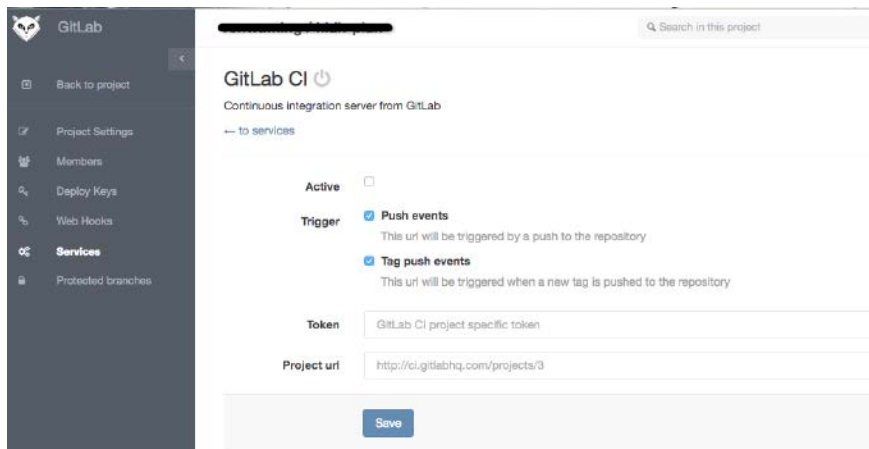 GitLab
Search in this project
Back to project
Project Settings
Members
Deploy Keys
Web Hooks
Services
Protected branches
GitLab CI
Continuous integration server from GitLab
← to services
Active
Trigger
Push events
This url will be triggered by a push to the repository
Tag push events
This url will be triggered when a new tag is pushed to the repository
Token
GitLab CI project specific token
Project url
http://ci.gitlabhq.com/projects/3
Save